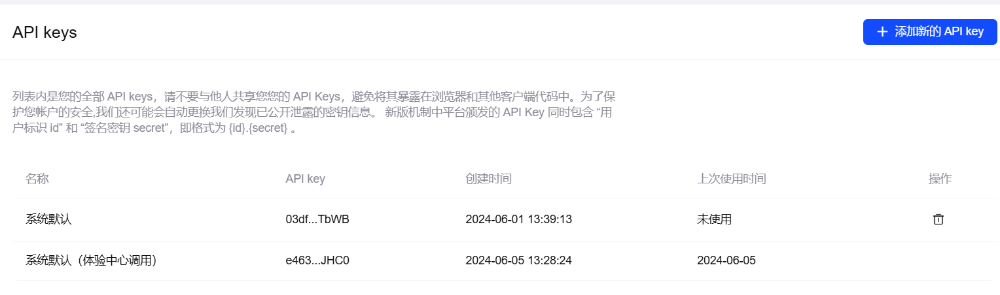 API keys
添加新的 API key
列表内是您的全部 API keys，请不要与他人共享您您的 API Keys，避免将其暴露在浏览器和其他客户端代码中。为了保
护您帐户的安全,我们还可能会自动更换我们发现已公开泄露的密钥信息。 新版机制中平台颁发的 API Key 同时包含 “用
户标识 id” 和 “签名密钥 secret”，即格式为 {id}.{secret} 。
名称 API key 创建时间 上次使用时间 操作
系统默认 03df...TbWB 2024-06-01 13:39:13 未使用
系统默认（体验中心调用） e463...JHC0 2024-06-05 13:28:24 2024-06-05